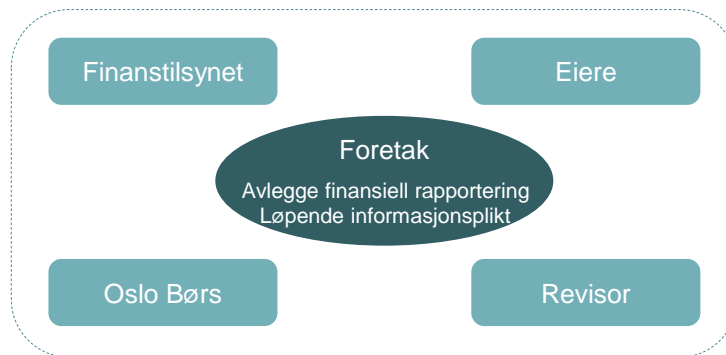 Finanstilsynet
Eiere
Foretak
Avlegge finansiell rapportering
Løpende informasjonsplikt
Oslo Børs
Revisor